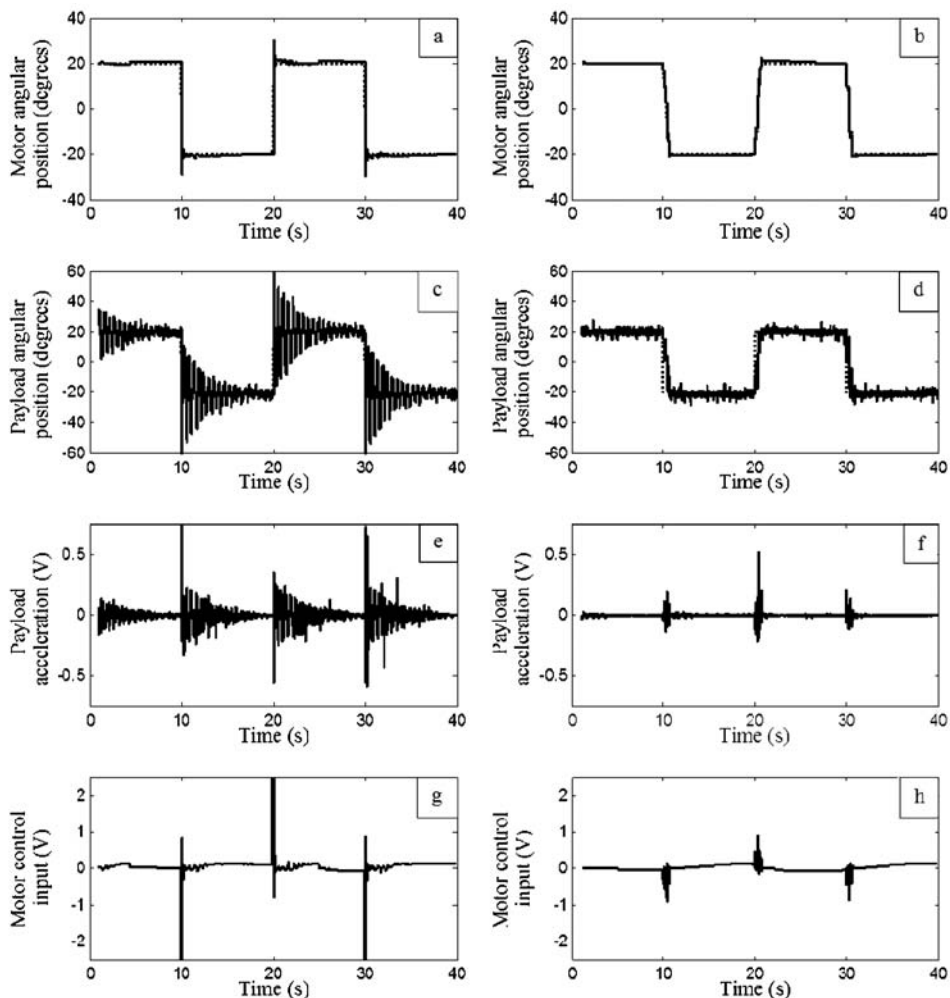 40
20
0
-20
-40
Motor angular
position (degrees)
a
0 10 20 30 40
Time (s)
40
20
0
-20
-40
Motor angular
position (degrees)
b
0 10 20 30 40
Time (s)
60
40
20
0
-20
-40
-60
Payload angular
position (degrees)
c
0 10 20 30 40
Time (s)
60
40
20
0
-20
-40
-60
Payload angular
position (degrees)
d
0 10 20 30 40
Time (s)
0.5
0
-0.5
Payload
acceleration (V)
e
0 10 20 30 40
Time (s)
0.5
0
-0.5
Payload
acceleration (V)
f
0 10 20 30 40
Time (s)
2
1
0
-1
-2
Motor control
input (V)
g
0 10 20 30 40
Time (s)
2
1
0
-1
-2
Motor control
input (V)
h
0 10 20 30 40
Time (s)